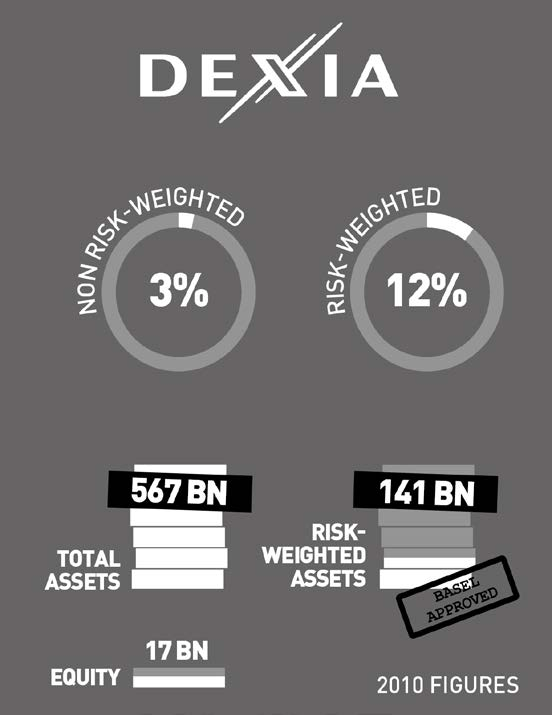 DEXIA
NON RISK-WEIGHTED
3%
RISK-WEIGHTED
12%
567 BN
TOTAL
ASSETS
141 BN
RISK-
WEIGHTED
ASSETS
BASEL
APPROVED
17 BN
EQUITY
2010 FIGURES